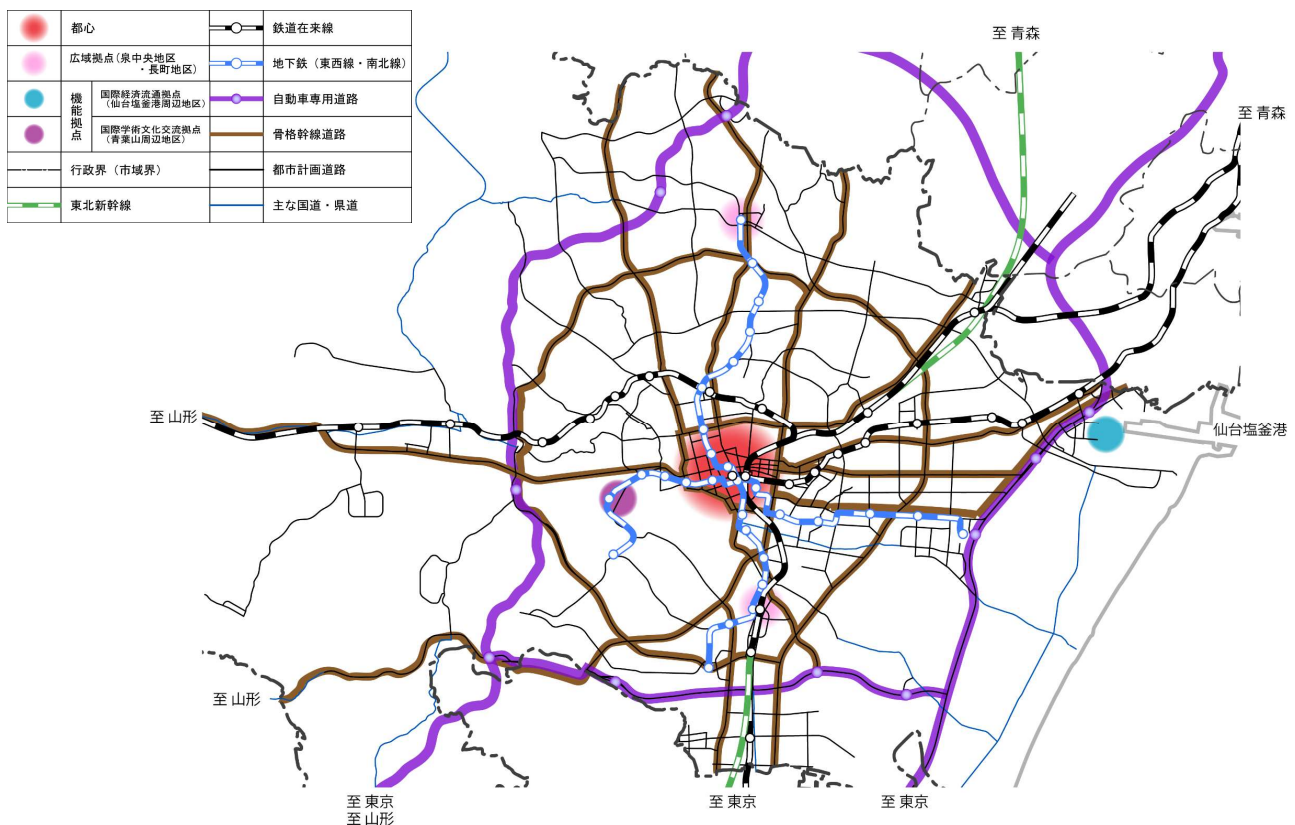 都心
鉄道在来線
広域拠点(泉中央地区
・長町地区)
地下鉄(東西線・南北線)
機能拠点
国際経済流通拠点
(仙台塩釜港周辺地区)
自動車専用道路
国際学術文化交流拠点
(青葉山周辺地区)
骨格幹線道路
行政界(市域界)
都市計画道路
東北新幹線
主な国道・県道
至 青森
至 青森
至 山形
仙台塩釜港
至 山形
至 東京
至 山形
至 東京
至 東京